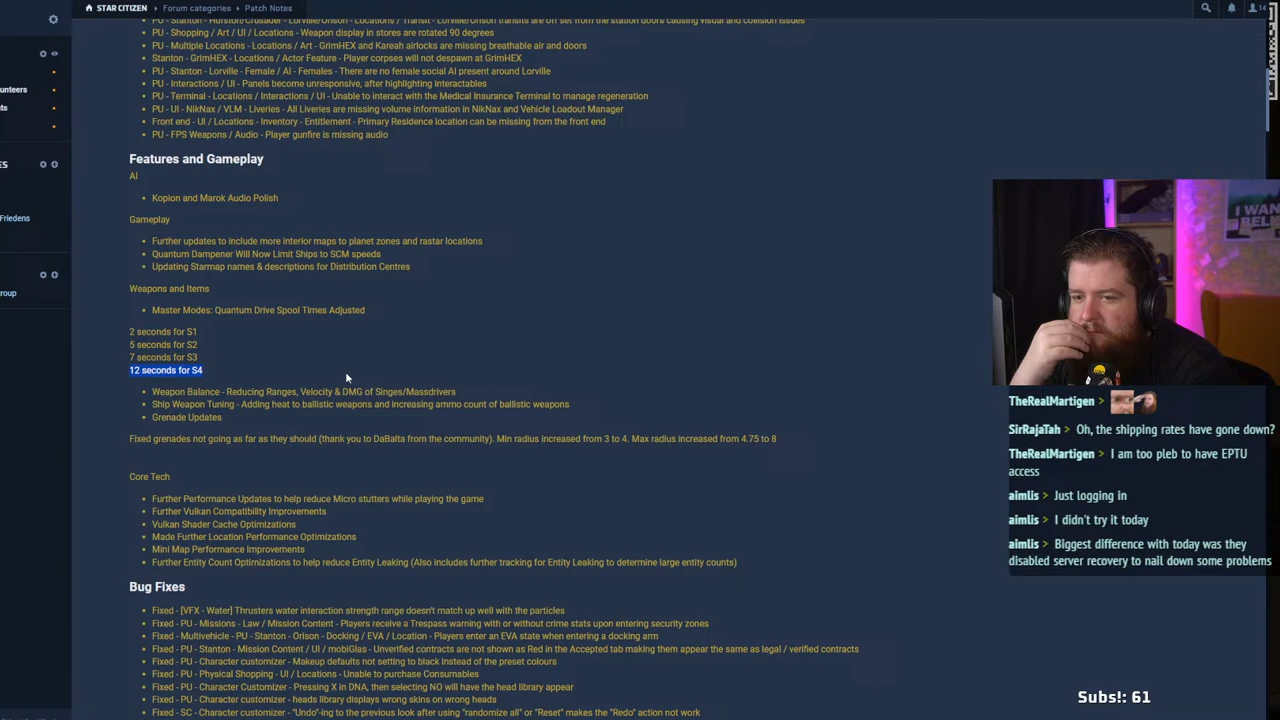 STAR CITIZEN › Forum categories › Patch Notes
14
PU - Stanton - Hurston/Crusader - Lorville/Orison - Locations / Transit - Lorville/Orison transits are off set from the station doors causing visual and collision issues
PU - Shopping / Art / UI / Locations - Weapon display in stores are rotated 90 degrees
PU - Multiple Locations - Locations / Art - GrimHEX and Kareah airlocks are missing breathable air and doors
Stanton - GrimHEX - Locations / Actor Feature - Player corpses will not despawn at GrimHEX
PU - Stanton - Lorville - Female / AI - Females - There are no female social AI present around Lorville
PU - Interactions / UI - Panels become unresponsive, after highlighting interactables
PU - Terminal - Locations / Interactions / UI - Unable to interact with the Medical Insurance Terminal to manage regeneration
PU - UI - NikNax / VLM - Liveries - All Liveries are missing volume information in NikNax and Vehicle Loadout Manager
Front end - UI / Locations - Inventory - Entitlement - Primary Residence location can be missing from the front end
PU - FPS Weapons / Audio - Player gunfire is missing audio
Features and Gameplay
AI
Kopion and Marok Audio Polish
Gameplay
Further updates to include more interior maps to planet zones and rastar locations
Quantum Dampener Will Now Limit Ships to SCM speeds
Updating Starmap names & descriptions for Distribution Centres
Weapons and Items
Master Modes: Quantum Drive Spool Times Adjusted
2 seconds for S1
5 seconds for S2
7 seconds for S3
12 seconds for S4
Weapon Balance - Reducing Ranges, Velocity & DMG of Singes/Massdrivers
Ship Weapon Tuning - Adding heat to ballistic weapons and increasing ammo count of ballistic weapons
Grenade Updates
Fixed grenades not going as far as they should (thank you to DaBalta from the community). Min radius increased from 3 to 4. Max radius increased from 4.75 to 8
Core Tech
Further Performance Updates to help reduce Micro stutters while playing the game
Further Vulkan Compatibility Improvements
Vulkan Shader Cache Optimizations
Made Further Location Performance Optimizations
Mini Map Performance Improvements
Further Entity Count Optimizations to help reduce Entity Leaking (Also includes further tracking for Entity Leaking to determine large entity counts)
Bug Fixes
Fixed - [VFX - Water] Thrusters water interaction strength range doesn't match up well with the particles
Fixed - PU - Missions - Law / Mission Content - Players receive a Trespass warning with or without crime stats upon entering security zones
Fixed - Multivehicle - PU - Stanton - Orison - Docking / EVA / Location - Players enter an EVA state when entering a docking arm
Fixed - PU - Stanton - Mission Content / UI / mobiGlas - Unverified contracts are not shown as Red in the Accepted tab making them appear the same as legal / verified contracts
Fixed - PU - Character customizer - Makeup defaults not setting to black instead of the preset colours
Fixed - PU - Physical Shopping - UI / Locations - Unable to purchase Consumables
Fixed - PU - Character Customizer - Pressing X in DNA, then selecting NO will have the head library appear
Fixed - PU - Character customizer - heads library displays wrong skins on wrong heads
Fixed - SC - Character customizer - "Undo"-ing to the previous look after using "randomize all" or "Reset" makes the "Redo" action not work
unteers
ts
ES
Friedens
roup
I WANT
BELIE
TheRealMartigen >
SirRajaTah > Oh, the shipping rates have gone down?
TheRealMartigen > I am too pleb to have EPTU
access
aimlis > Just logging in
aimlis > I didn't try it today
aimlis > Biggest difference with today was they
disabled server recovery to nail down some problems
Subs!: 61